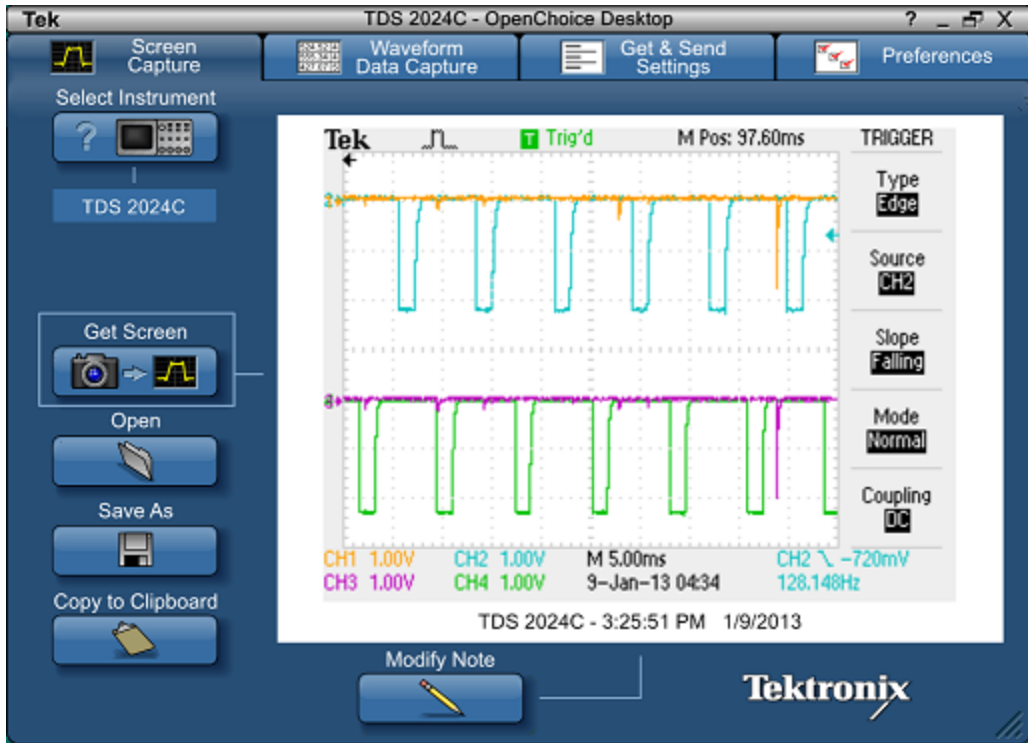 Tek TDS 2024C - OpenChoice Desktop ? _ X
Screen
Capture
Waveform
Data Capture
Get & Send
Settings
Preferences
Select Instrument
?
TDS 2024C
Get Screen
Open
Save As
Copy to Clipboard
Tek T Trig'd M Pos: 97.60ms TRIGGER
Type
Edge
Source
CH2
Slope
Falling
Mode
Normal
Coupling
DC
2
CH1 1.00V CH2 1.00V M 5.00ms CH2 -720mV
CH3 1.00V CH4 1.00V 9-Jan-13 04:34 128.148Hz
TDS 2024C - 3:25:51 PM 1/9/2013
Modify Note
Tektronix